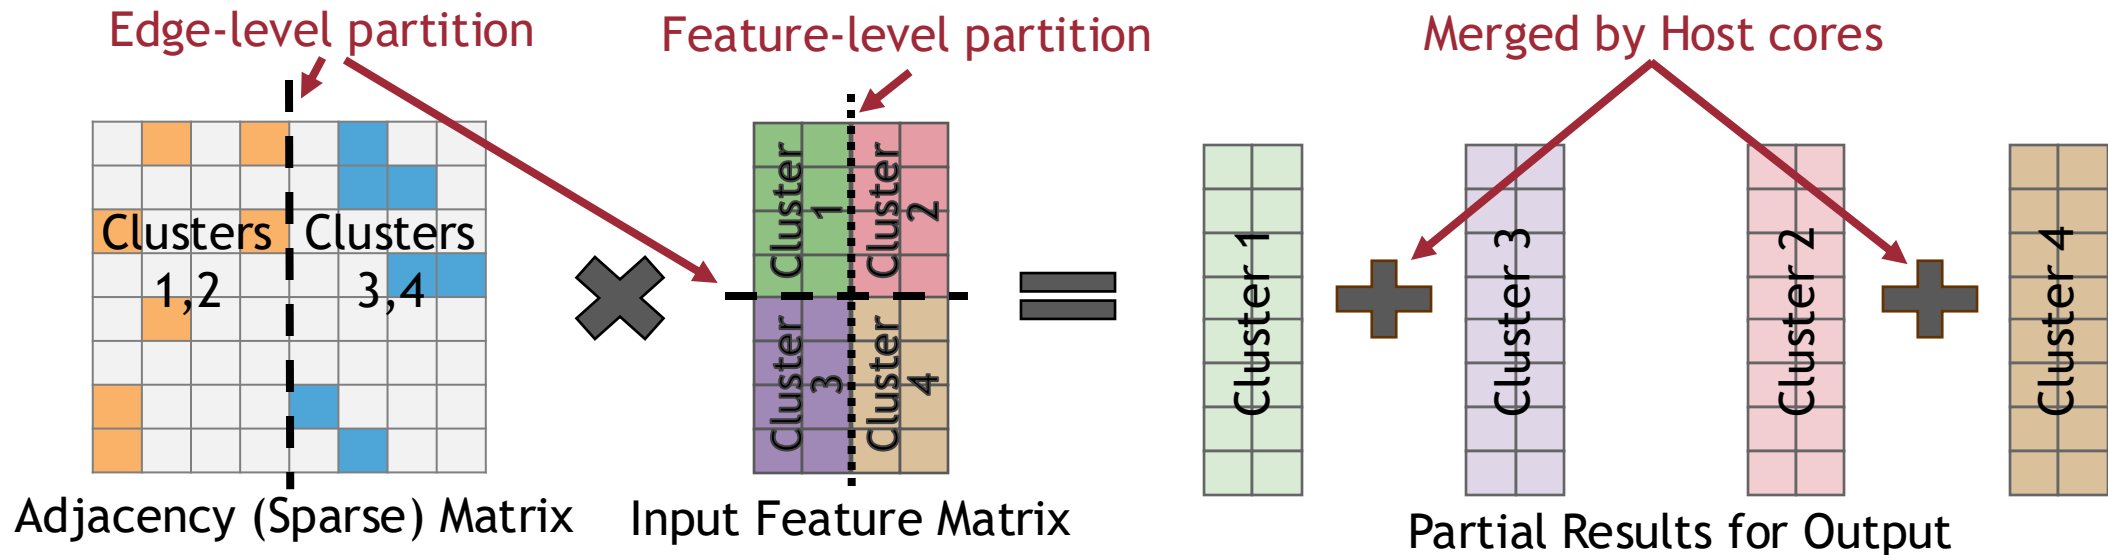 Edge-level partition
Feature-level partition
Merged by Host cores
Clusters
1,2
Clusters
3,4
Cluster
1
Cluster
2
Cluster
3
Cluster
4
Cluster 1
Cluster 3
Cluster 2
Cluster 4
Adjacency (Sparse) Matrix
Input Feature Matrix
Partial Results for Output